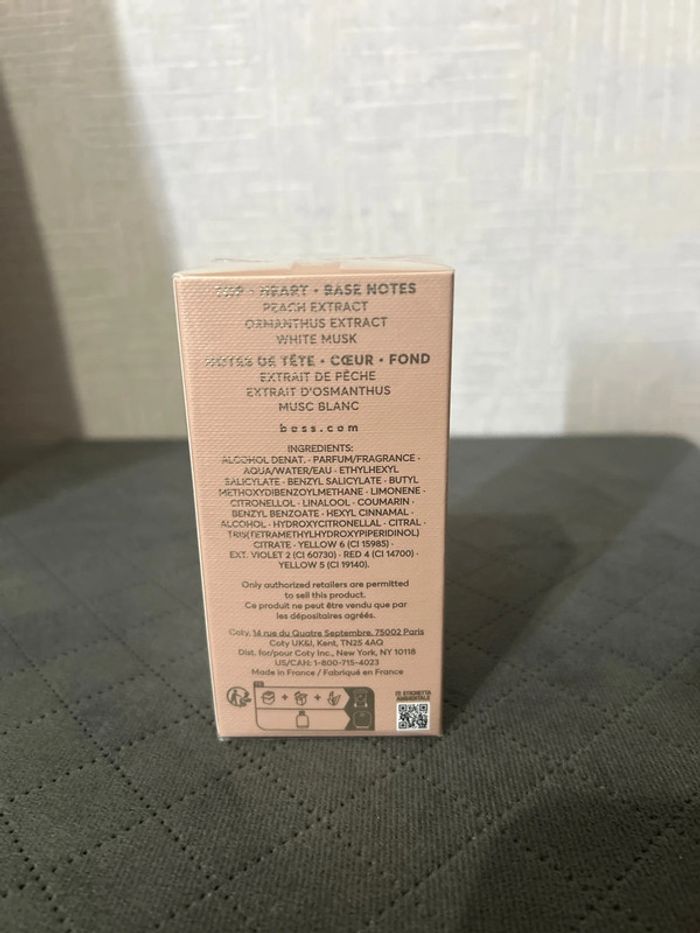 TOP • HEART • BASE NOTES
PEACH EXTRACT
OSMANTHUS EXTRACT
WHITE MUSK
NOTES DE TÊTE • CŒUR • FOND
EXTRAIT DE PÊCHE
EXTRAIT D'OSMANTHUS
MUSC BLANC
boss.com
INGREDIENTS:
ALCOHOL DENAT. · PARFUM/FRAGRANCE ·
AQUA/WATER/EAU · ETHYLHEXYL
SALICYLATE · BENZYL SALICYLATE · BUTYL
METHOXYDIBENZOYLMETHANE · LIMONENE ·
CITRONELLOL · LINALOOL · COUMARIN ·
BENZYL BENZOATE · HEXYL CINNAMAL ·
ALCOHOL · HYDROXYCITRONELLAL · CITRAL ·
TRIS(TETRAMETHYLHYDROXYPIPERIDINOL)
CITRATE · YELLOW 6 (CI 15985) ·
EXT. VIOLET 2 (CI 60730) · RED 4 (CI 14700) ·
YELLOW 5 (CI 19140).
Only authorized retailers are permitted
to sell this product.
Ce produit ne peut être vendu que par
les dépositaires agréés.
Coty, 14 rue du Quatre Septembre, 75002 Paris
Coty UK&I, Kent, TN25 4AQ
Dist. for/pour Coty Inc., New York, NY 10118
US/CAN: 1-800-715-4023
Made in France / Fabriqué en France
ETICHETTA
AMBIENTALE